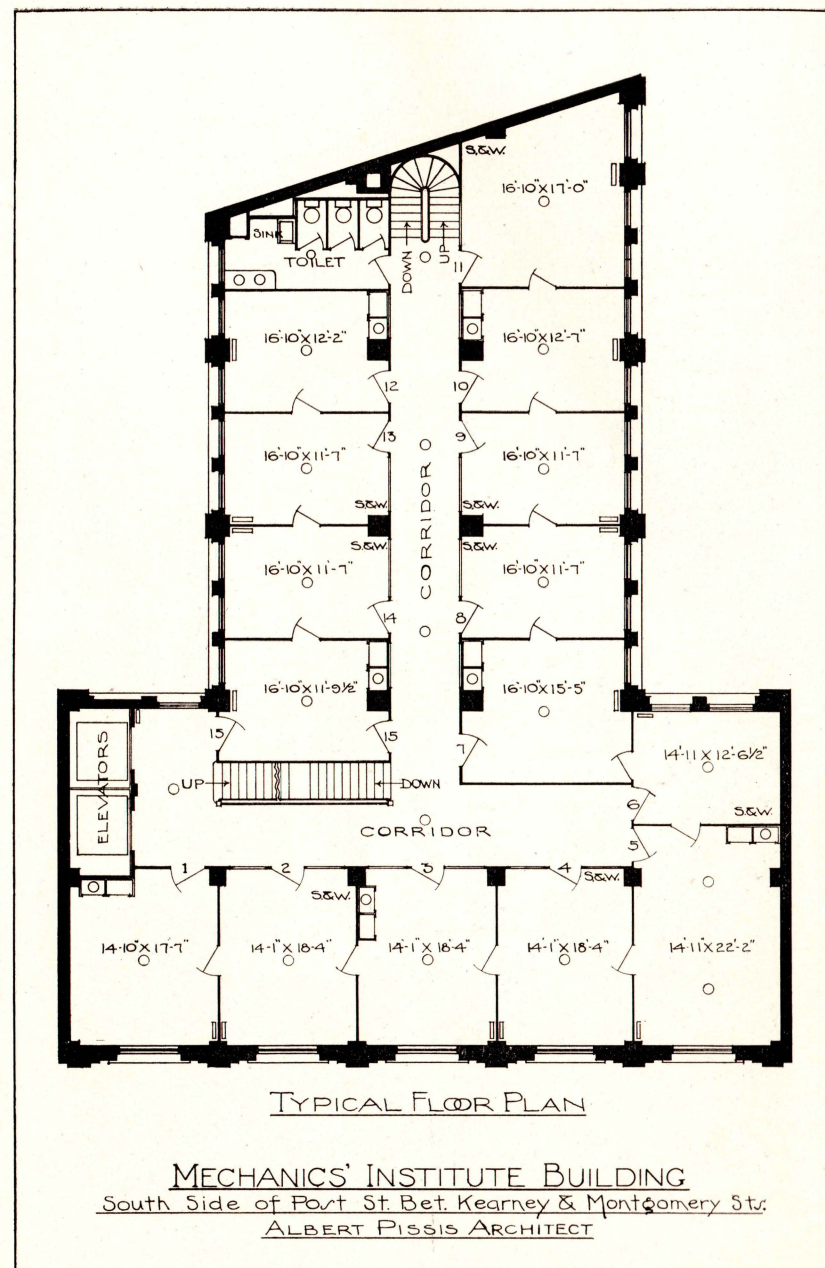 S.&W.
16'-10"X17'-0"
SINK
TOILET
DOWN
UP
11
16'-10"X12'-2"
16'-10"X12'-7"
12
10
13
9
16'-10"X11'-7"
16'-10"X11'-7"
CORRIDOR
S.&W.
S.&W.
S.&W.
S.&W.
16'-10"X11'-7"
16'-10"X11'-7"
14
8
16'-10"X11'-9½"
16'-10"X15'-5"
15
15
7
ELEVATORS
UP
DOWN
14'-11X12'-6½"
6
S.&W.
CORRIDOR
5
1
2
3
4
S.&W.
S.&W.
14'-10"X17'-7"
14'-1"X18'-4"
14'-1"X18'-4"
14'-1"X18'-4"
14'-11"X22'-2"
TYPICAL FLOOR PLAN
MECHANICS' INSTITUTE BUILDING
South Side of Post St. Bet. Kearney & Montgomery Sts:
ALBERT PISSIS ARCHITECT